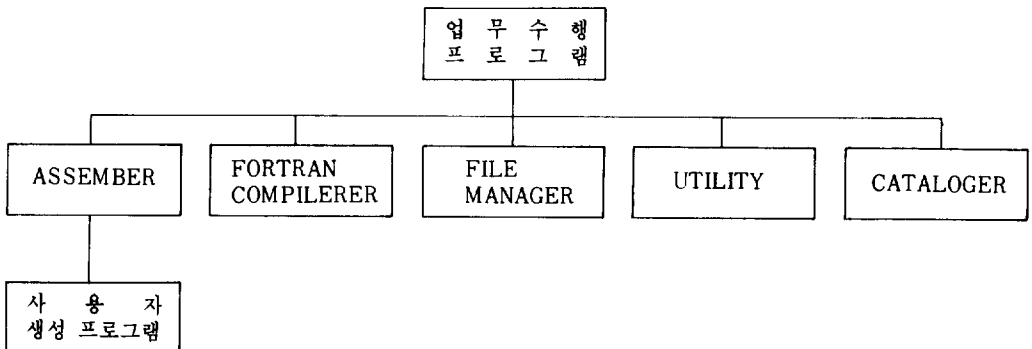 업 무 수 행
프 로 그 램
ASSEMBER
FORTRAN
COMPILERER
FILE
MANAGER
UTILITY
CATALOGER
사 용 자
생성 프로그램